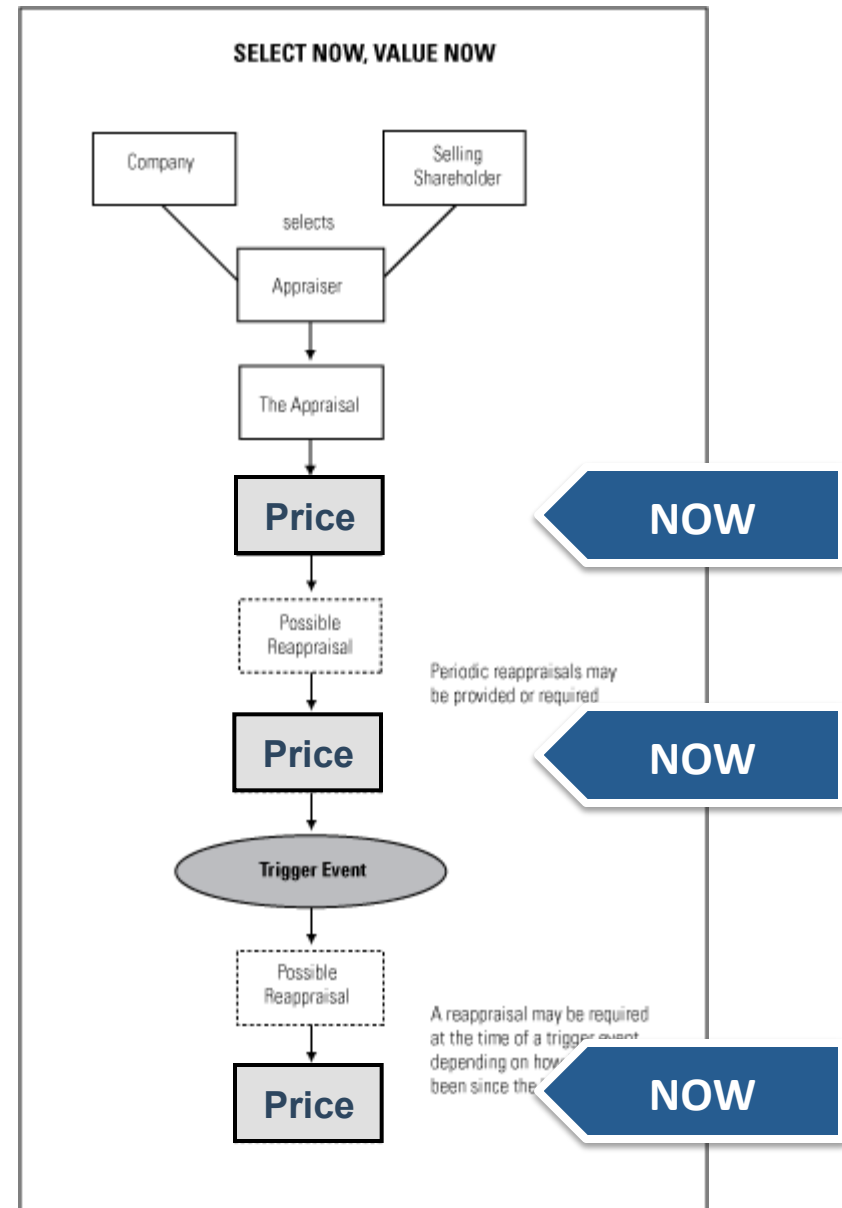 SELECT NOW, VALUE NOW
Company
Selling
Shareholder
selects
Appraiser
The Appraisal
Price
NOW
Possible
Reappraisal
Periodic reappraisals may
be provided or required
Price
NOW
Trigger Event
Possible
Reappraisal
A reappraisal may be required
at the time of a trigger event
depending on how
been since the
Price
NOW